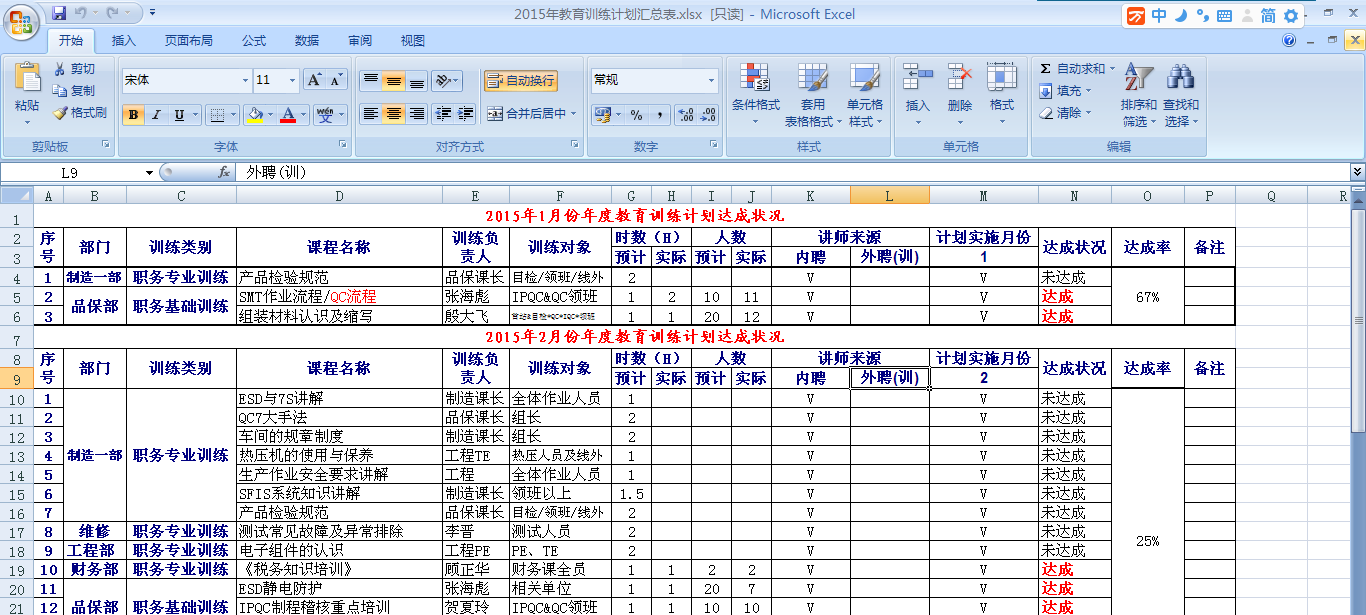 2015年教育训练计划汇总表.xlsx [只读] - Microsoft Excel
中 简
开始 插入 页面布局 公式 数据 审阅 视图
粘贴 剪切 复制 格式刷 剪贴板
宋体 11 A A B I U A wén 文 字体
自动换行 合并后居中 对齐方式
常规 % , 数字
条件格式 套用 表格格式 单元格 样式 样式
插入 删除 格式 单元格
Σ 自动求和 填充 清除 排序和 筛选 查找和 选择 编辑
L9 fx 外聘(训)
A B C D E F G H I J K L M N O P Q R
1 2015年1月份年度教育训练计划达成状况
2 序号 部门 训练类别 课程名称 训练负责人 训练对象 时数（H） 人数 讲师来源 计划实施月份 达成状况 达成率 备注
3 预计 实际 预计 实际 内聘 外聘(训) 1
4 1 制造一部 职务专业训练 产品检验规范 品保课长 目检/领班/线外 2 V V 未达成
5 2 品保部 职务基础训练 SMT作业流程/QC流程 张海彪 IPQC&QC领班 1 2 10 11 V V 达成 67%
6 3 组装材料认识及缩写 殷大飞 1 1 20 12 V V 达成
7 2015年2月份年度教育训练计划达成状况
8 序号 部门 训练类别 课程名称 训练负责人 训练对象 时数（H） 人数 讲师来源 计划实施月份 达成状况 达成率 备注
9 预计 实际 预计 实际 内聘 外聘(训) 2
10 1 ESD与7S讲解 制造课长 全体作业人员 1 V V 未达成
11 2 QC7大手法 品保课长 组长 2 V V 未达成
12 3 车间的规章制度 制造课长 组长 2 V V 未达成
13 4 制造一部 职务专业训练 热压机的使用与保养 工程TE 热压人员及线外 1 V V 未达成
14 5 生产作业安全要求讲解 工程 全体作业人员 1 V V 未达成
15 6 SFIS系统知识讲解 制造课长 领班以上 1.5 V V 未达成
16 7 产品检验规范 品保课长 目检/领班/线外 2 V V 未达成
17 8 维修 职务专业训练 测试常见故障及异常排除 李晋 测试人员 2 V V 未达成
18 9 工程部 职务专业训练 电子组件的认识 工程PE PE、TE 2 V V 未达成 25%
19 10 财务部 职务专业训练 《税务知识培训》 顾正华 财务课全员 1 1 2 2 V V 达成
20 11 ESD静电防护 张海彪 相关单位 1 1 20 7 V V 达成
21 12 品保部 职务基础训练 IPQC制程稽核重点培训 贺夏玲 IPQC&QC领班 1 1 10 10 V V 达成